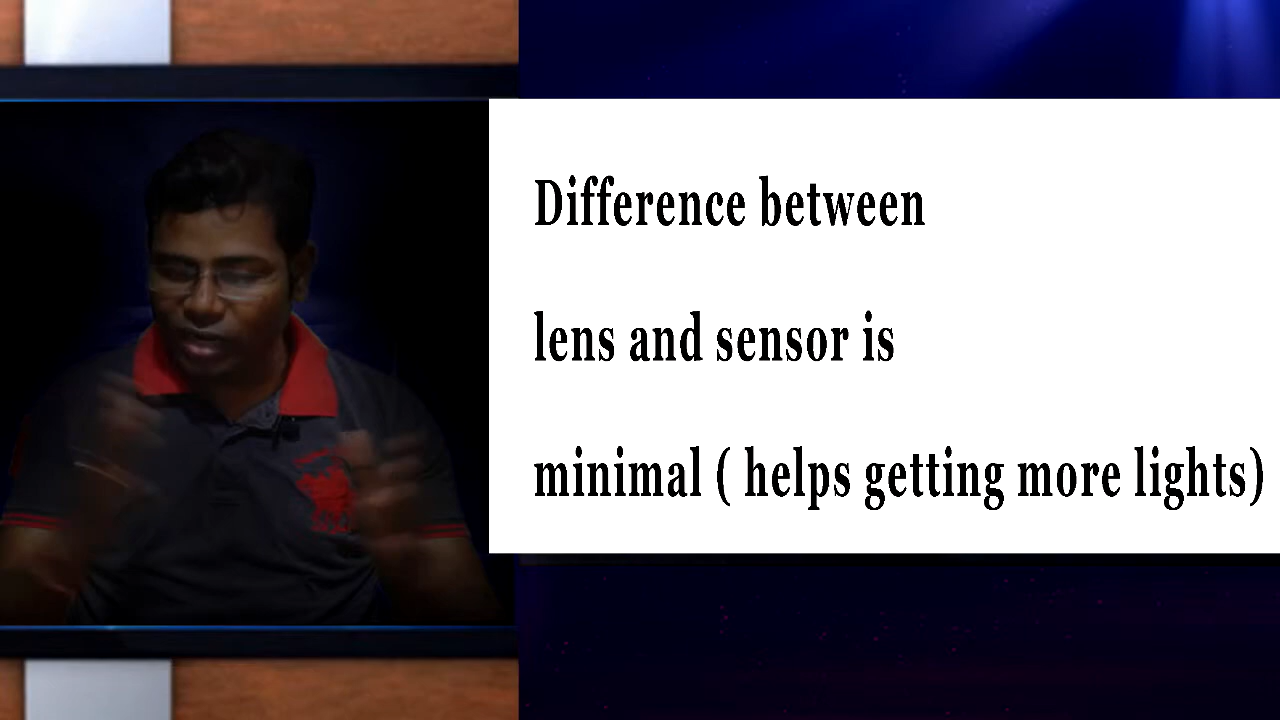 Difference between
lens and sensor is
minimal ( helps getting more lights)